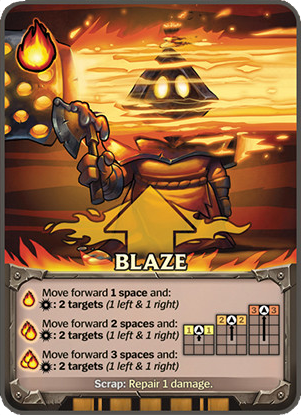 BLAZE
Move forward 1 space and:
: 2 targets (1 left & 1 right)
1 1
2 2
3 3
Move forward 2 spaces and:
: 2 targets (1 left & 1 right)
Move forward 3 spaces and:
: 2 targets (1 left & 1 right)
Scrap: Repair 1 damage.